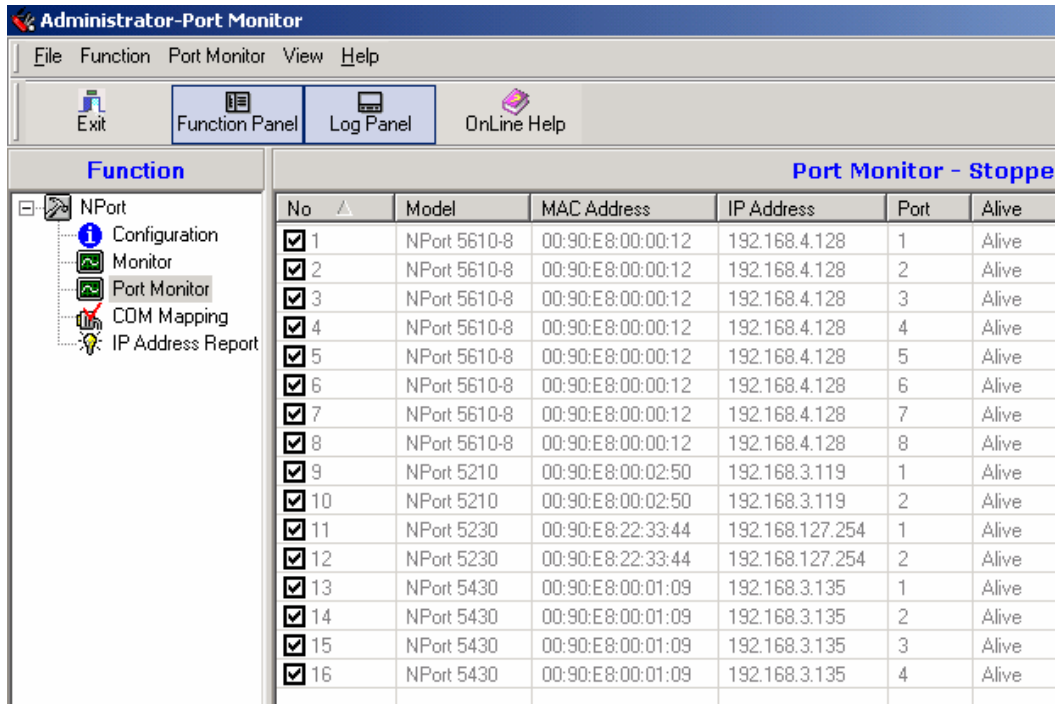 Administrator-Port Monitor
File Function Port Monitor View Help
Exit Function Panel Log Panel OnLine Help
Function
NPort
Configuration
Monitor
Port Monitor
COM Mapping
IP Address Report
Port Monitor - Stoppe
No Model MAC Address IP Address Port Alive
1 NPort 5610-8 00:90:E8:00:00:12 192.168.4.128 1 Alive
2 NPort 5610-8 00:90:E8:00:00:12 192.168.4.128 2 Alive
3 NPort 5610-8 00:90:E8:00:00:12 192.168.4.128 3 Alive
4 NPort 5610-8 00:90:E8:00:00:12 192.168.4.128 4 Alive
5 NPort 5610-8 00:90:E8:00:00:12 192.168.4.128 5 Alive
6 NPort 5610-8 00:90:E8:00:00:12 192.168.4.128 6 Alive
7 NPort 5610-8 00:90:E8:00:00:12 192.168.4.128 7 Alive
8 NPort 5610-8 00:90:E8:00:00:12 192.168.4.128 8 Alive
9 NPort 5210 00:90:E8:00:02:50 192.168.3.119 1 Alive
10 NPort 5210 00:90:E8:00:02:50 192.168.3.119 2 Alive
11 NPort 5230 00:90:E8:22:33:44 192.168.127.254 1 Alive
12 NPort 5230 00:90:E8:22:33:44 192.168.127.254 2 Alive
13 NPort 5430 00:90:E8:00:01:09 192.168.3.135 1 Alive
14 NPort 5430 00:90:E8:00:01:09 192.168.3.135 2 Alive
15 NPort 5430 00:90:E8:00:01:09 192.168.3.135 3 Alive
16 NPort 5430 00:90:E8:00:01:09 192.168.3.135 4 Alive